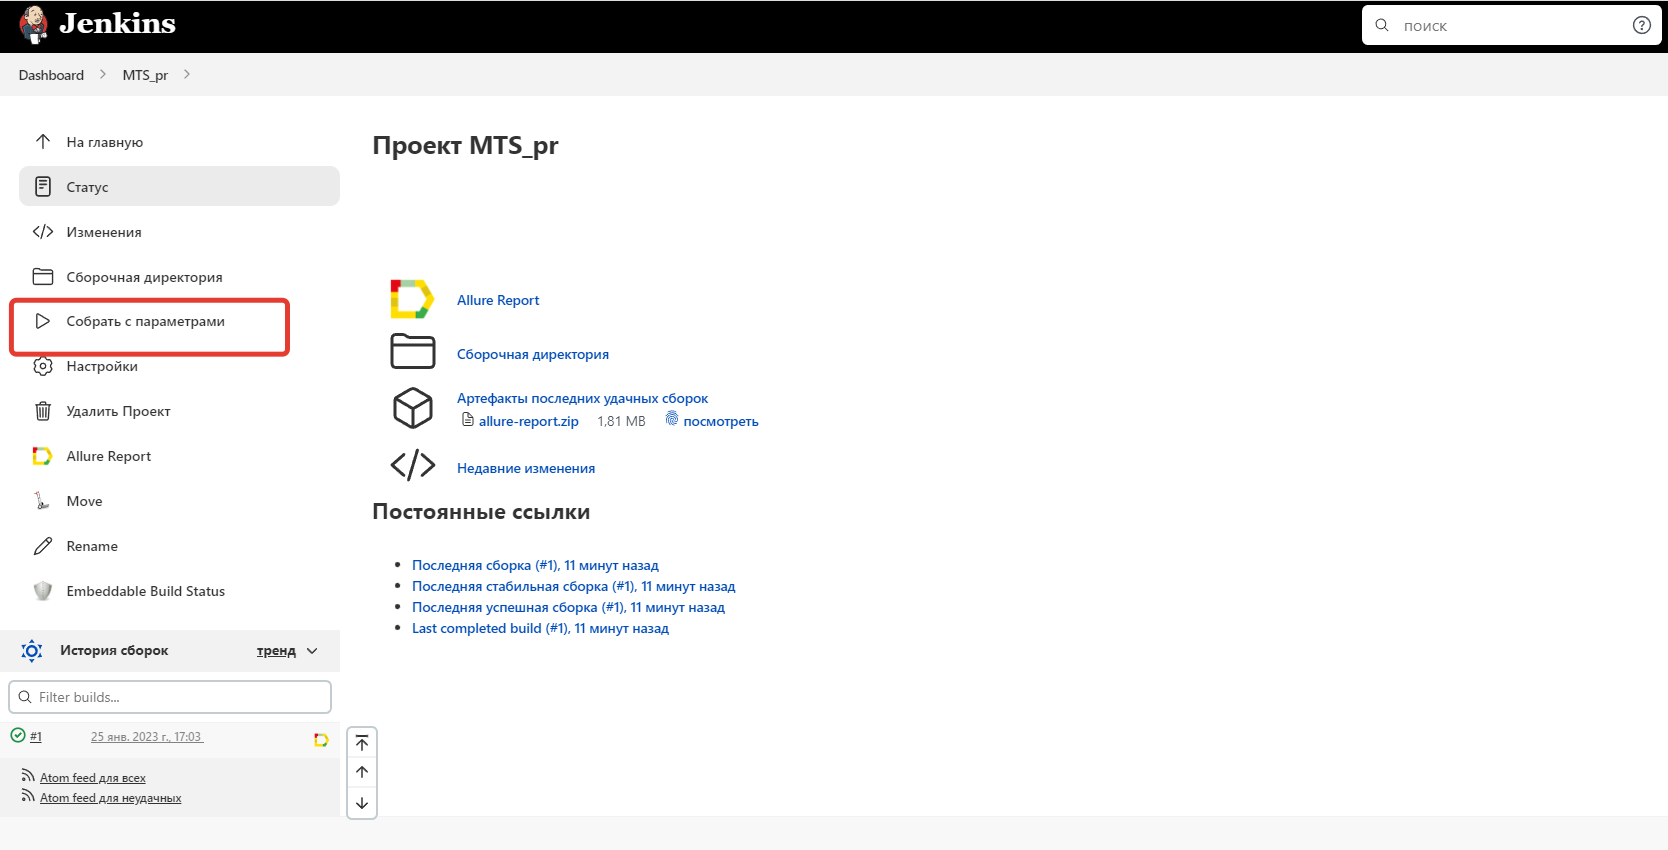 Jenkins
поиск
Dashboard
MTS_pr
На главную
Статус
Изменения
Сборочная директория
Собрать с параметрами
Настройки
Удалить Проект
Allure Report
Move
Rename
Embeddable Build Status
История сборок
тренд
Filter builds...
#1
25 янв. 2023 г., 17:03
Atom feed для всех
Atom feed для неудачных
Проект MTS_pr
Allure Report
Сборочная директория
Артефакты последних удачных сборок
allure-report.zip 1,81 MB посмотреть
Недавние изменения
Постоянные ссылки
Последняя сборка (#1), 11 минут назад
Последняя стабильная сборка (#1), 11 минут назад
Последняя успешная сборка (#1), 11 минут назад
Last completed build (#1), 11 минут назад